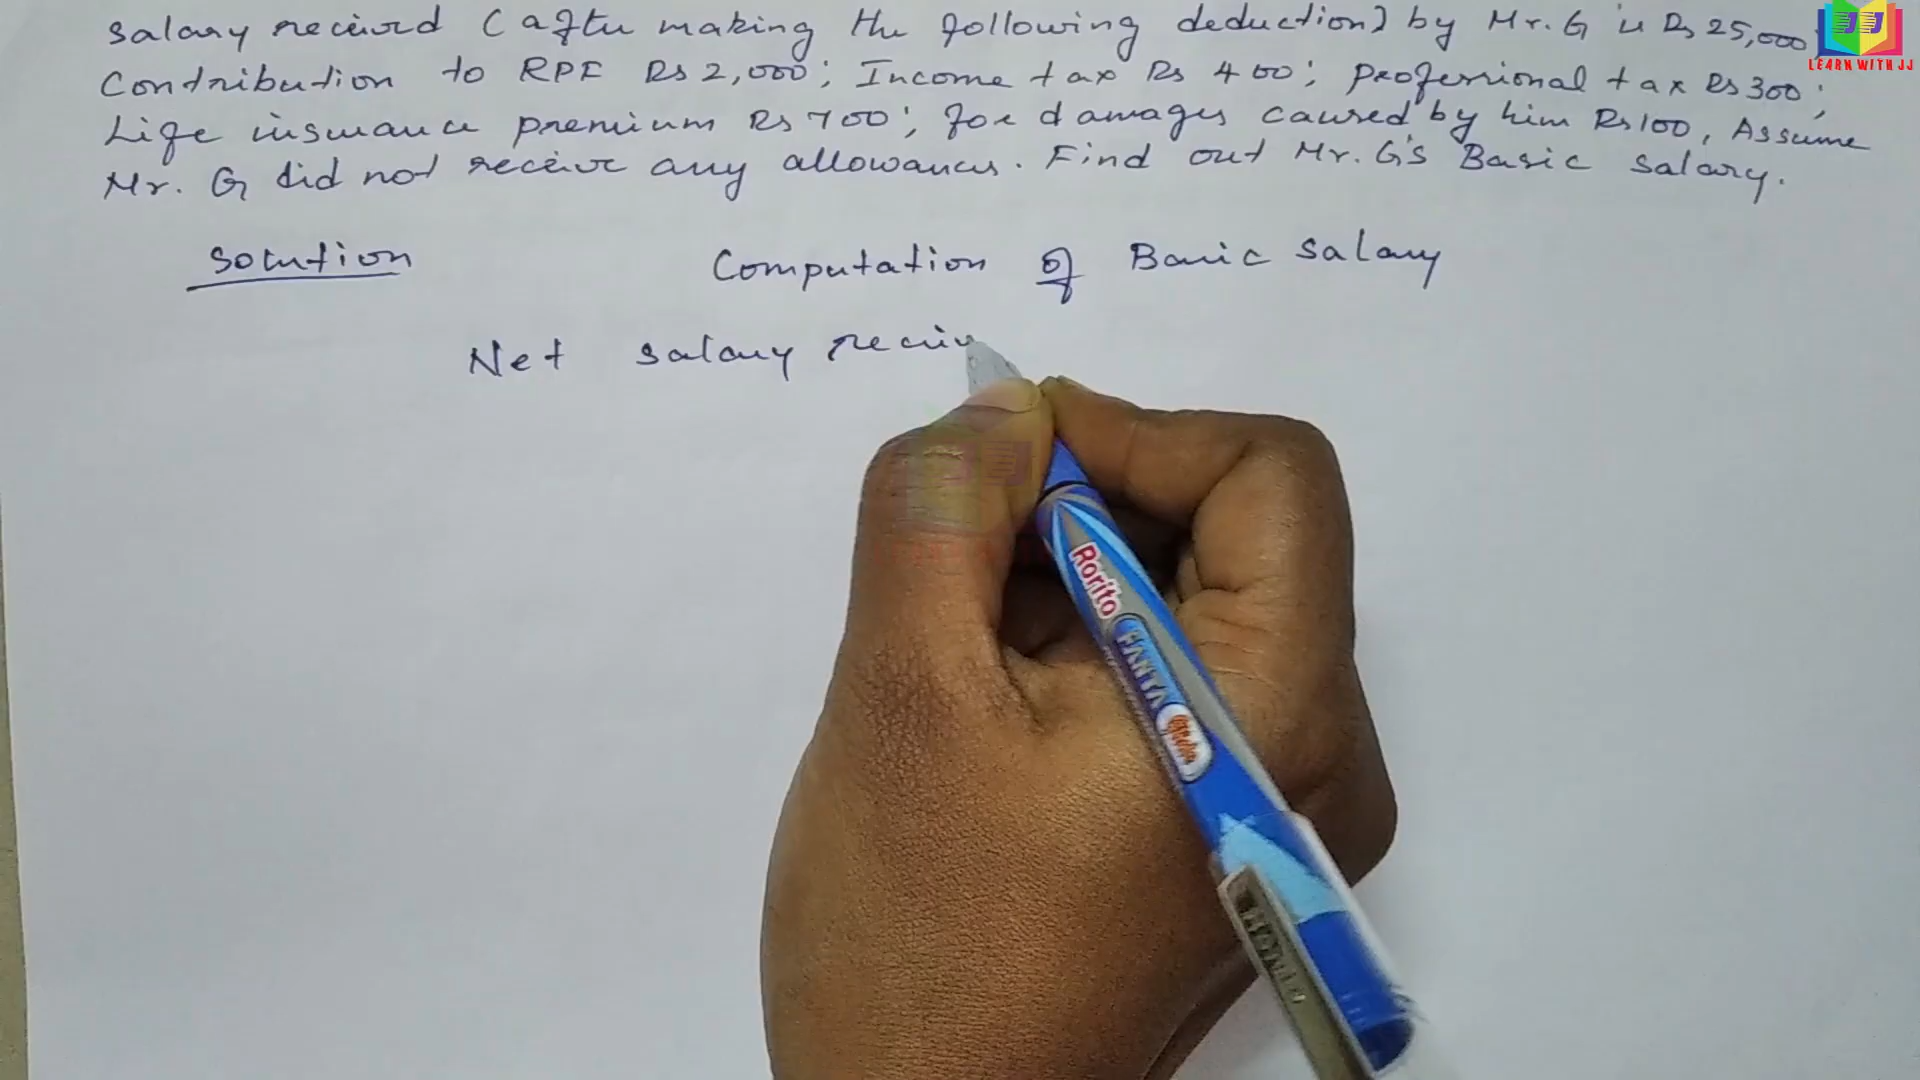 salary received (after making the following deduction) by Mr. G is Rs 25,000;
LEARN WITH JJ
Contribution to RPF Rs 2,000; Income tax Rs 400; professional tax Rs 300;
Life insurance premium Rs 700; for damages caused by him Rs 100, Assume
Mr. G did not receive any allowances. Find out Mr. G's Basic salary.
Solution Computation of Basic Salary
Net salary receiv
Rorito
FANTA